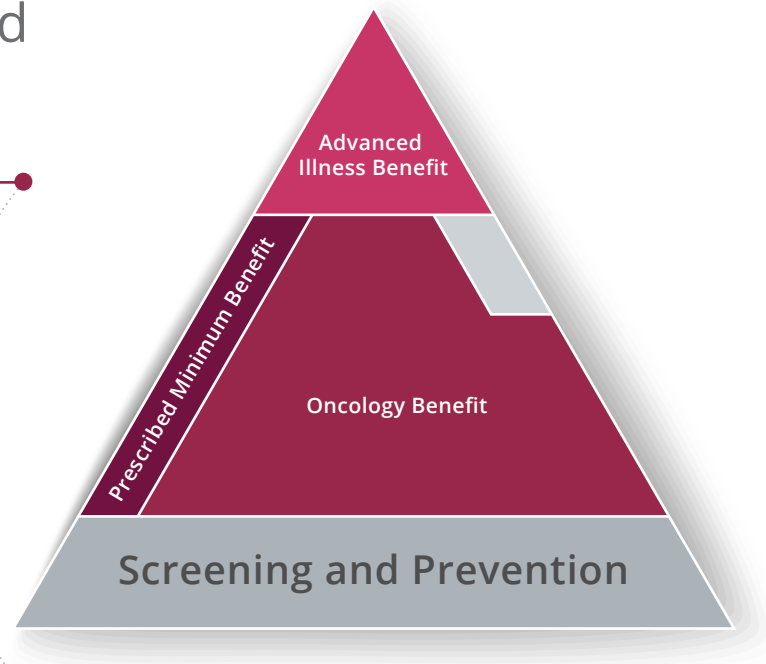 d
Advanced
Illness Benefit
Prescribed Minimum Benefit
Oncology Benefit
Screening and Prevention